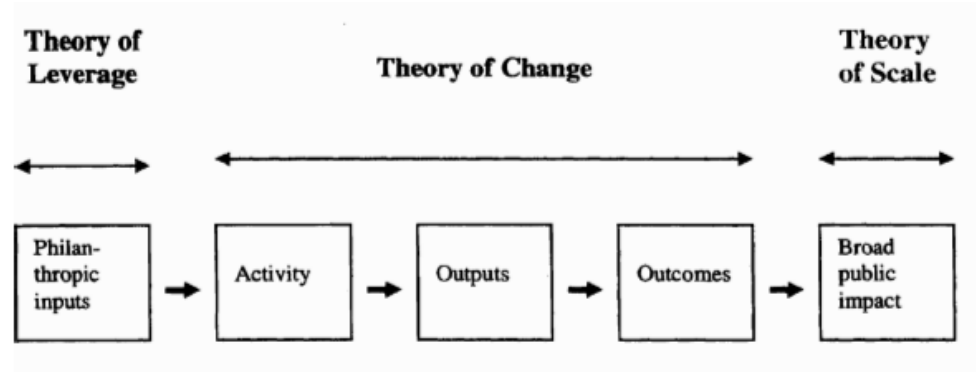 Theory of
Leverage
Theory of Change
Theory
of Scale
Philan-
thropic
inputs
Activity
Outputs
Outcomes
Broad
public
impact